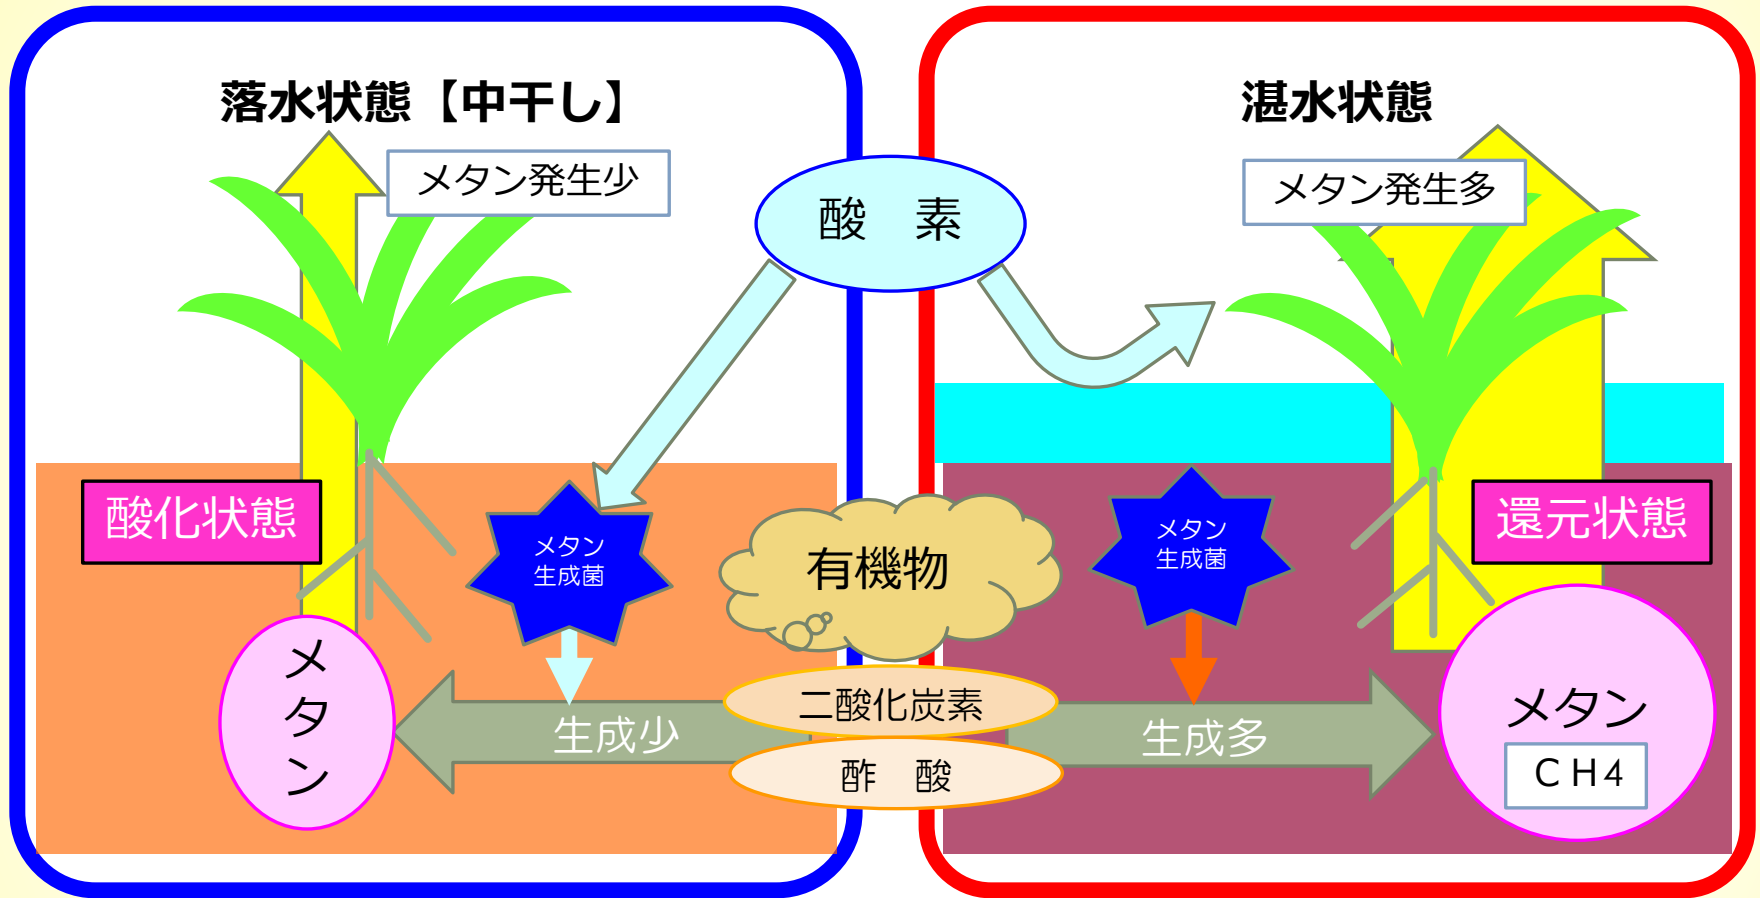 落水状態【中干し】
メタン発生少
酸　素
湛水状態
メタン発生多
酸化状態
メタン
生成菌
有機物
メタン
生成菌
還元状態
メタン
生成少
二酸化炭素
酢　酸
生成多
メタン
ＣＨ4